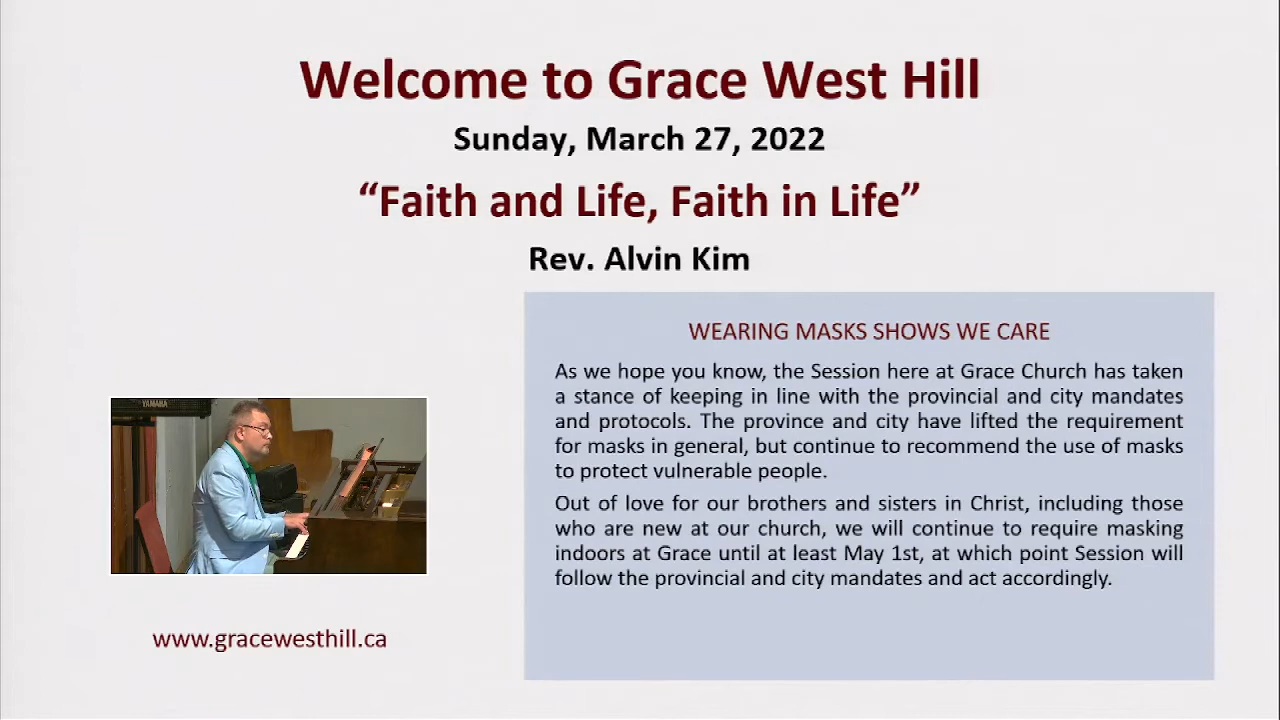 Welcome to Grace West Hill
Sunday, March 27, 2022
“Faith and Life, Faith in Life”
Rev. Alvin Kim
WEARING MASKS SHOWS WE CARE
As we hope you know, the Session here at Grace Church has taken
a stance of keeping in line with the provincial and city mandates
and protocols. The province and city have lifted the requirement
for masks in general, but continue to recommend the use of masks
to protect vulnerable people.
Out of love for our brothers and sisters in Christ, including those
who are new at our church, we will continue to require masking
indoors at Grace until at least May 1st, at which point Session will
follow the provincial and city mandates and act accordingly.
YAMAHA
www.gracewesthill.ca